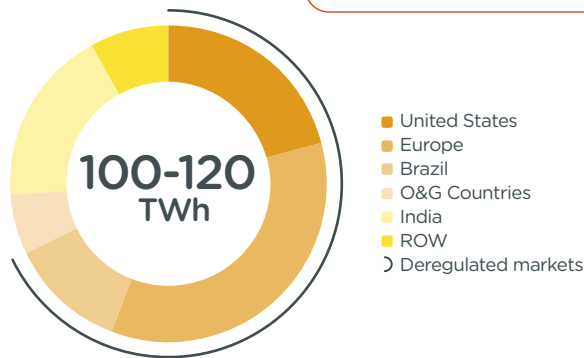 100-120
TWh
United States
Europe
Brazil
O&G Countries
India
ROW
Deregulated markets